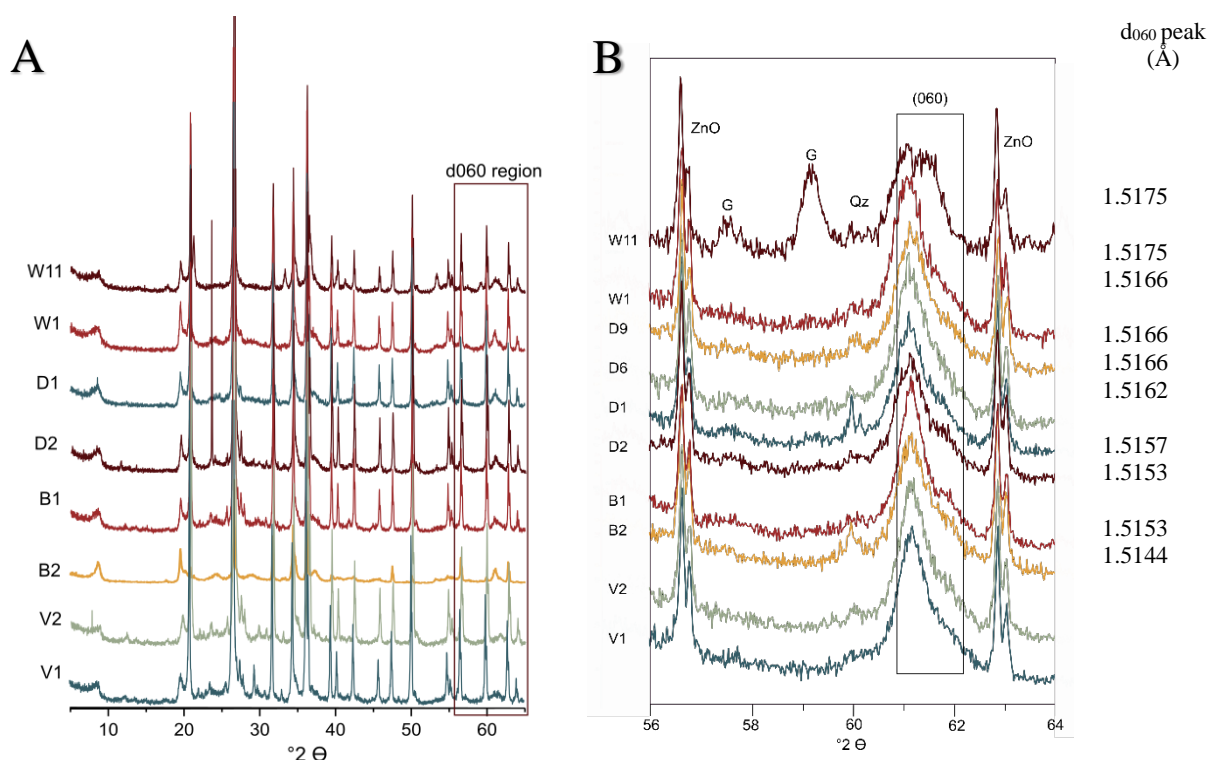 A
d060 region
W11
W1
D1
D2
B1
B2
V2
V1
10
20
30
40
50
60
°2 Θ
B
(060)
ZnO
ZnO
G
G
Qz
W11
W1
D9
D6
D1
D2
B1
B2
V2
V1
56
58
60
62
64
°2 Θ
d060 peak
(Å)
1.5175
1.5175
1.5166
1.5166
1.5166
1.5162
1.5157
1.5153
1.5153
1.5144